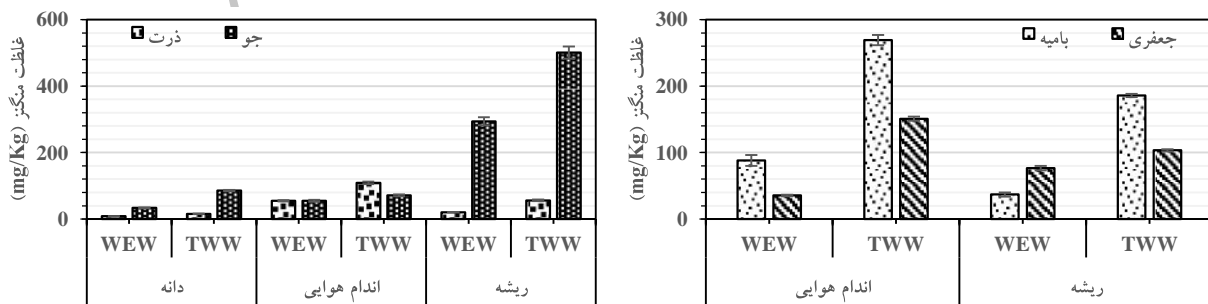 غلظت منگنز (mg/Kg)
600
400
200
0
ذرت جو
WEW TWW WEW TWW WEW TWW
دانه اندام هوایی ریشه
غلظت منگنز (mg/Kg)
300
200
100
0
بامیه جعفری
WEW TWW WEW TWW
اندام هوایی ریشه